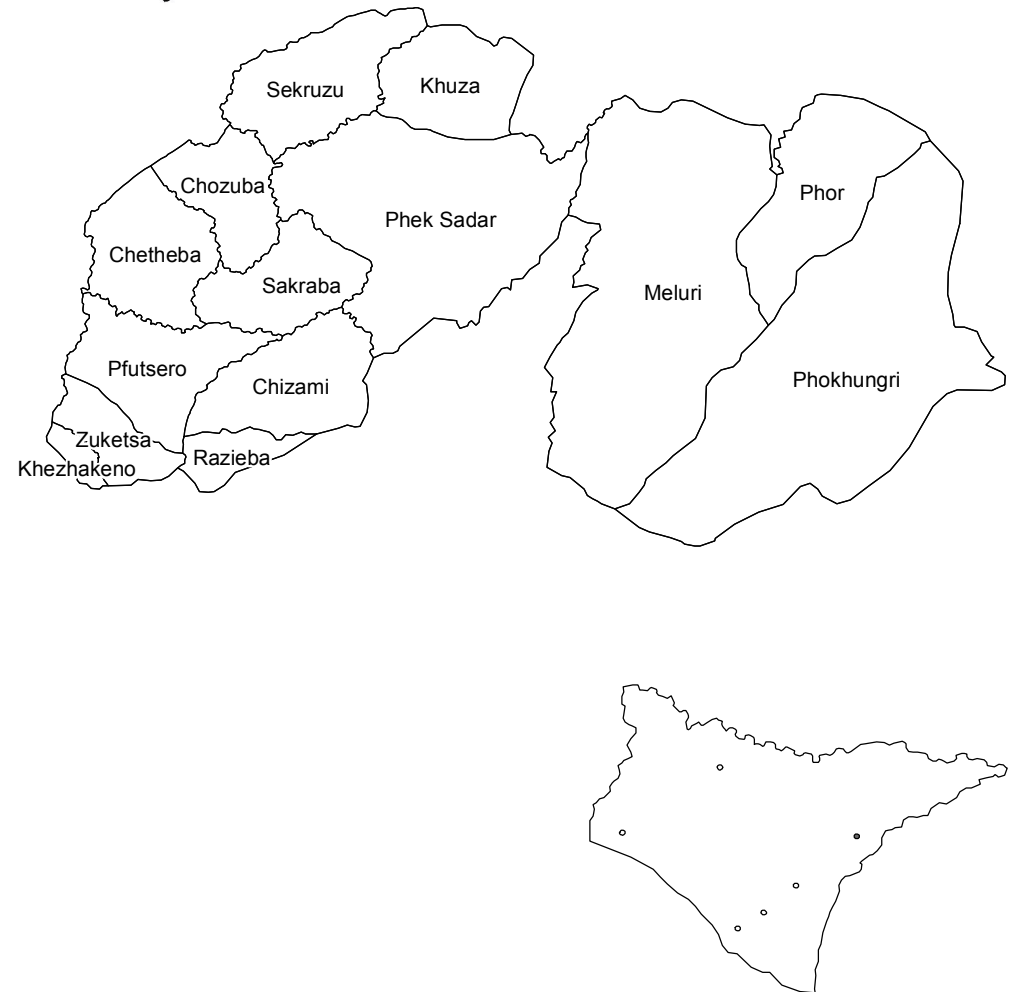 Sekruzu
Khuza
Chozuba
Phor
Phek Sadar
Chetheba
Sakraba
Meluri
Pfutsero
Chizami
Phokhungri
Zuketsa
Razieba
Khezhakeno